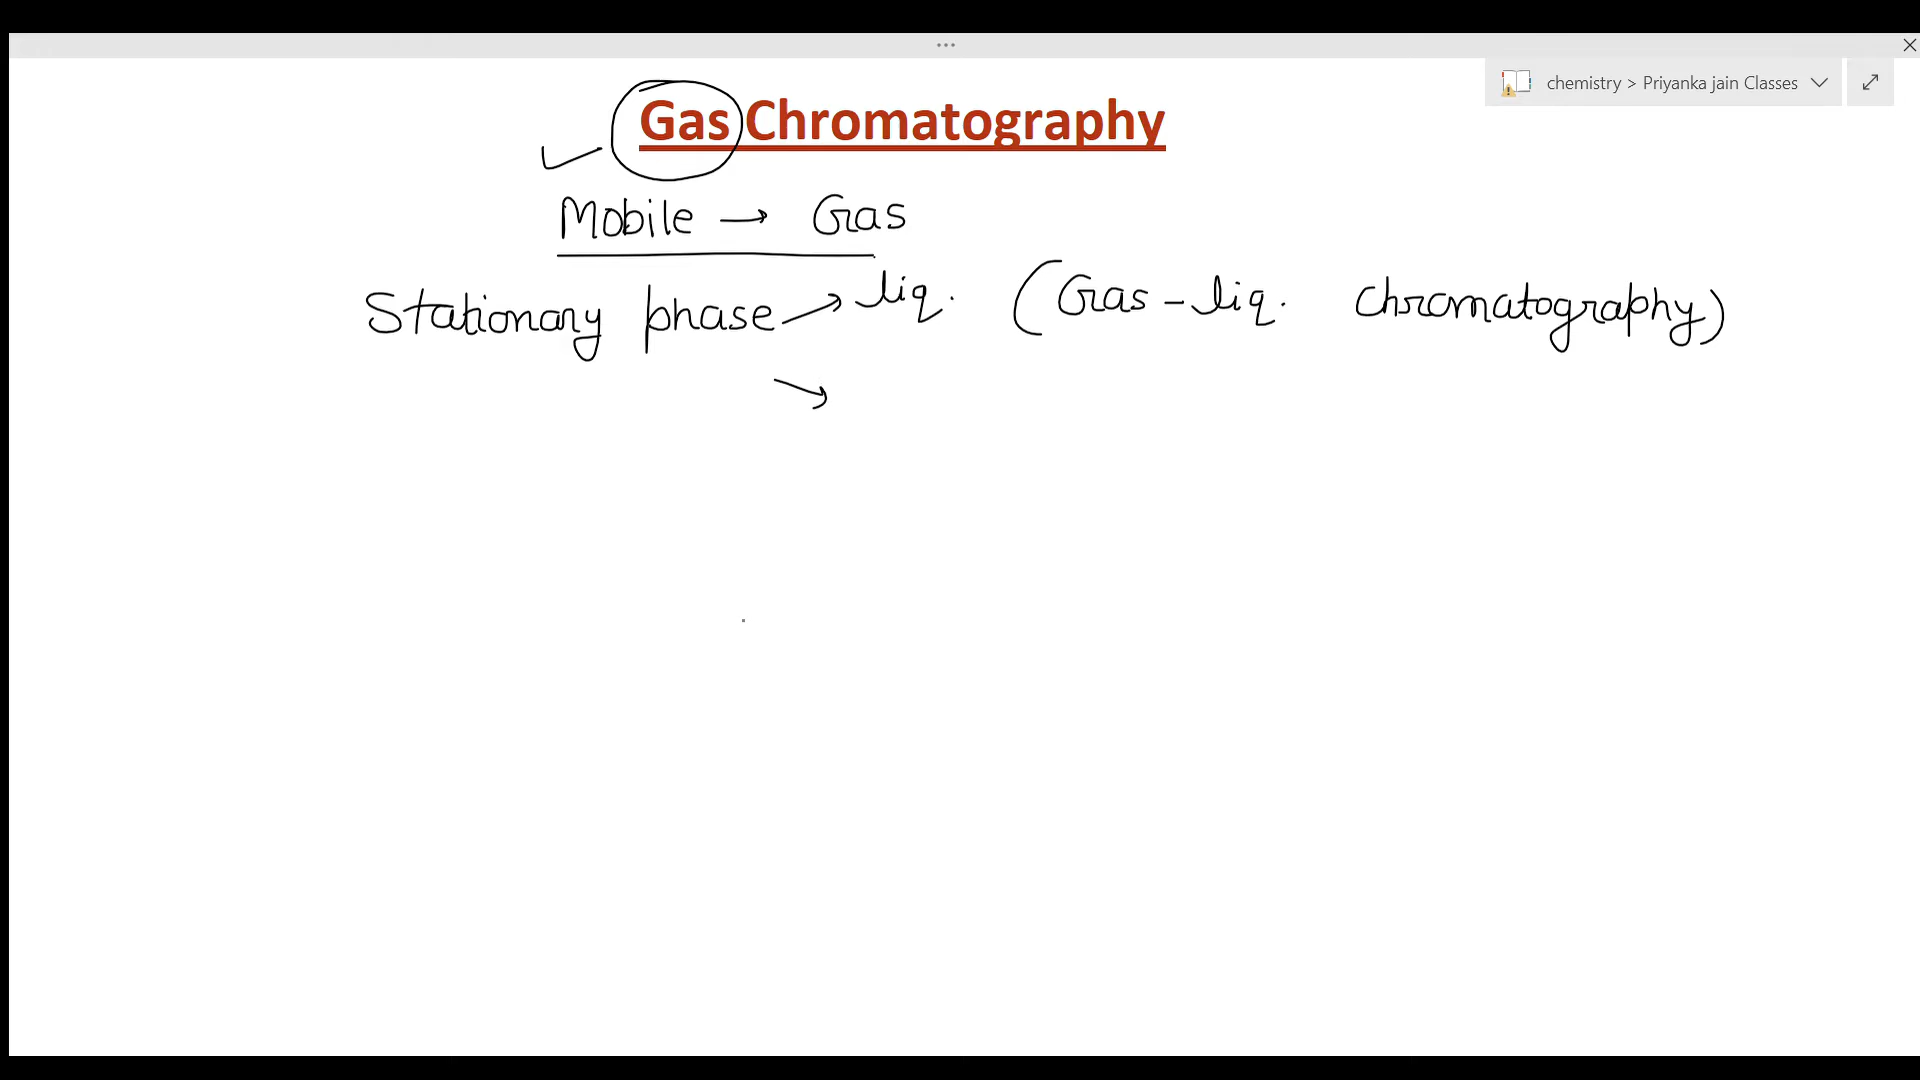 chemistry > Priyanka jain Classes
Gas Chromatography
Mobile → Gas
Stationary phase → liq. (Gas - liq. Chromatography)